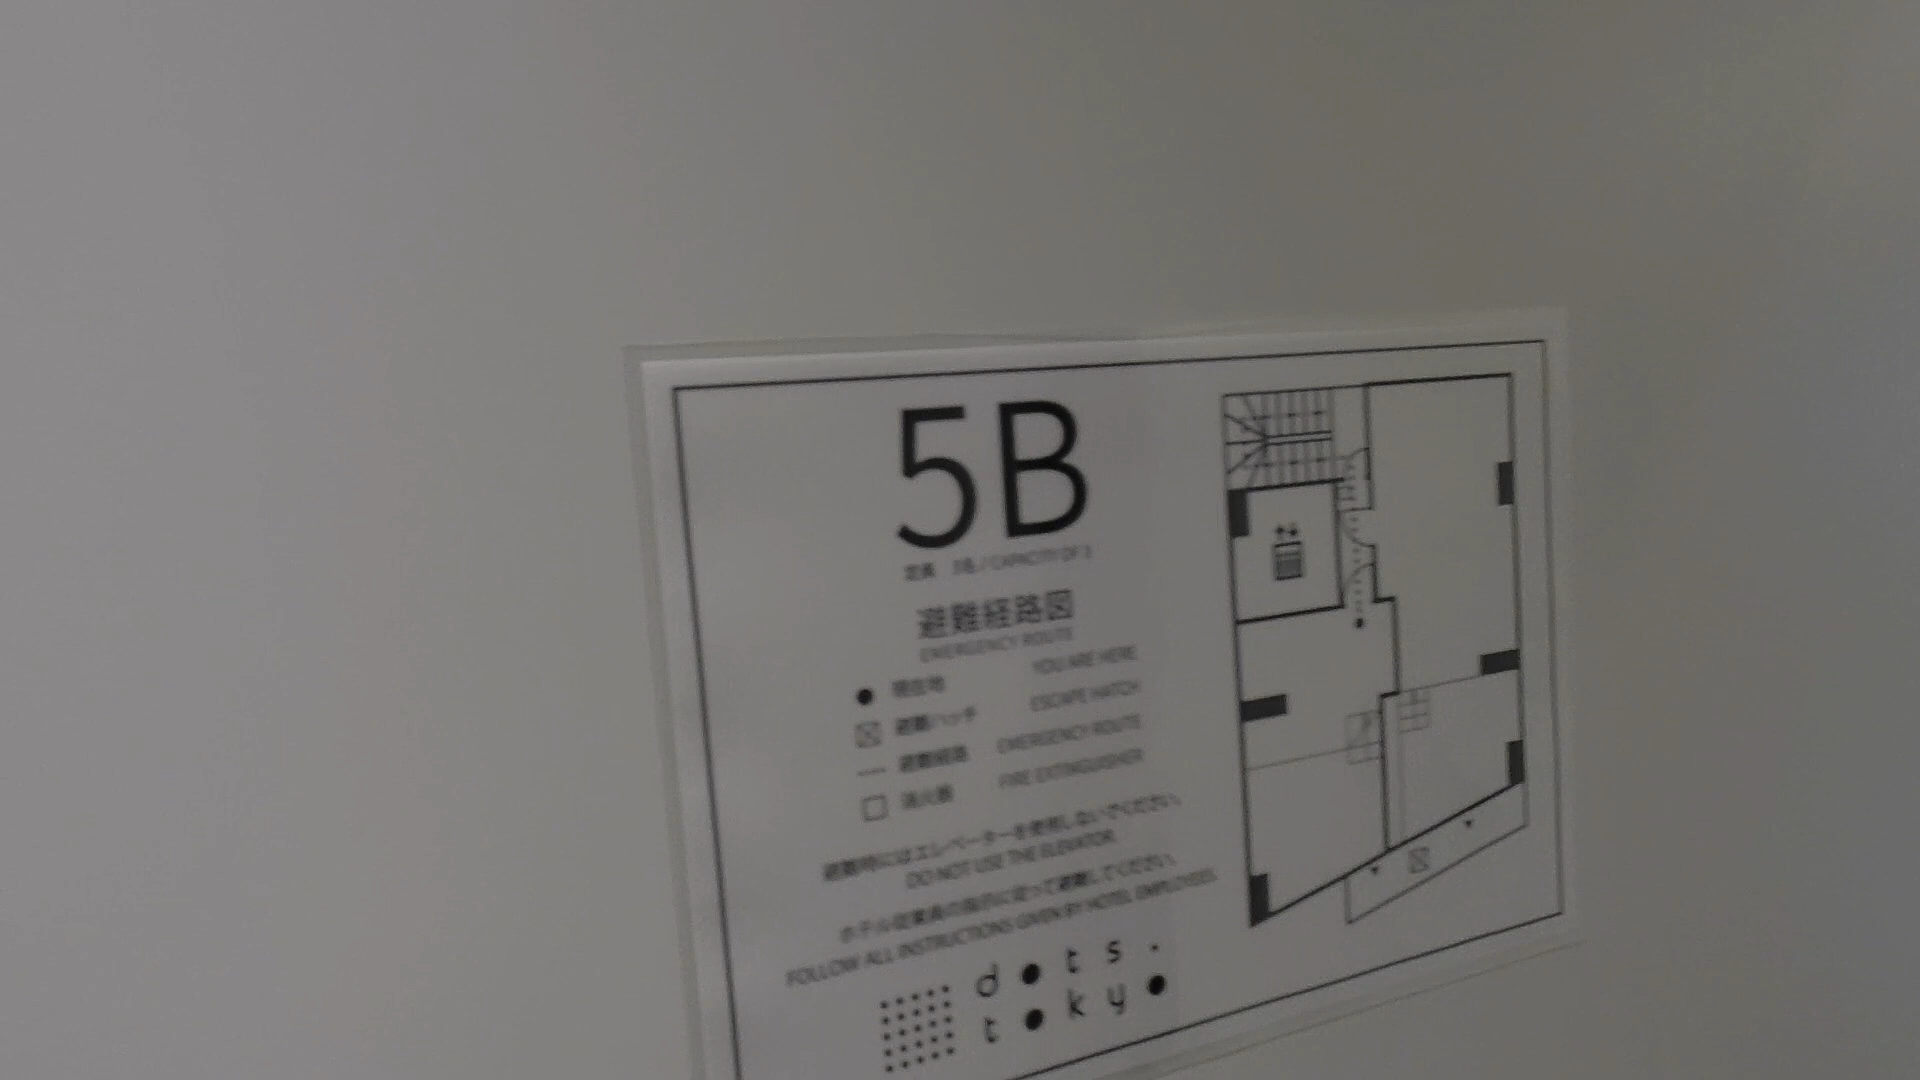 5B
定員 3名 / CAPACITY OF 3
避難経路図
EMERGENCY ROUTE
● 現在地 YOU ARE HERE
避難ハッチ ESCAPE HATCH
避難経路 EMERGENCY ROUTE
消火器 FIRE EXTINGUISHER
避難時にはエレベーターを使用しないでください。
DO NOT USE THE ELEVATOR.
ホテル従業員の指示に従って避難してください。
FOLLOW ALL INSTRUCTIONS GIVEN BY HOTEL EMPLOYEES.
d●ts.
t●ky●